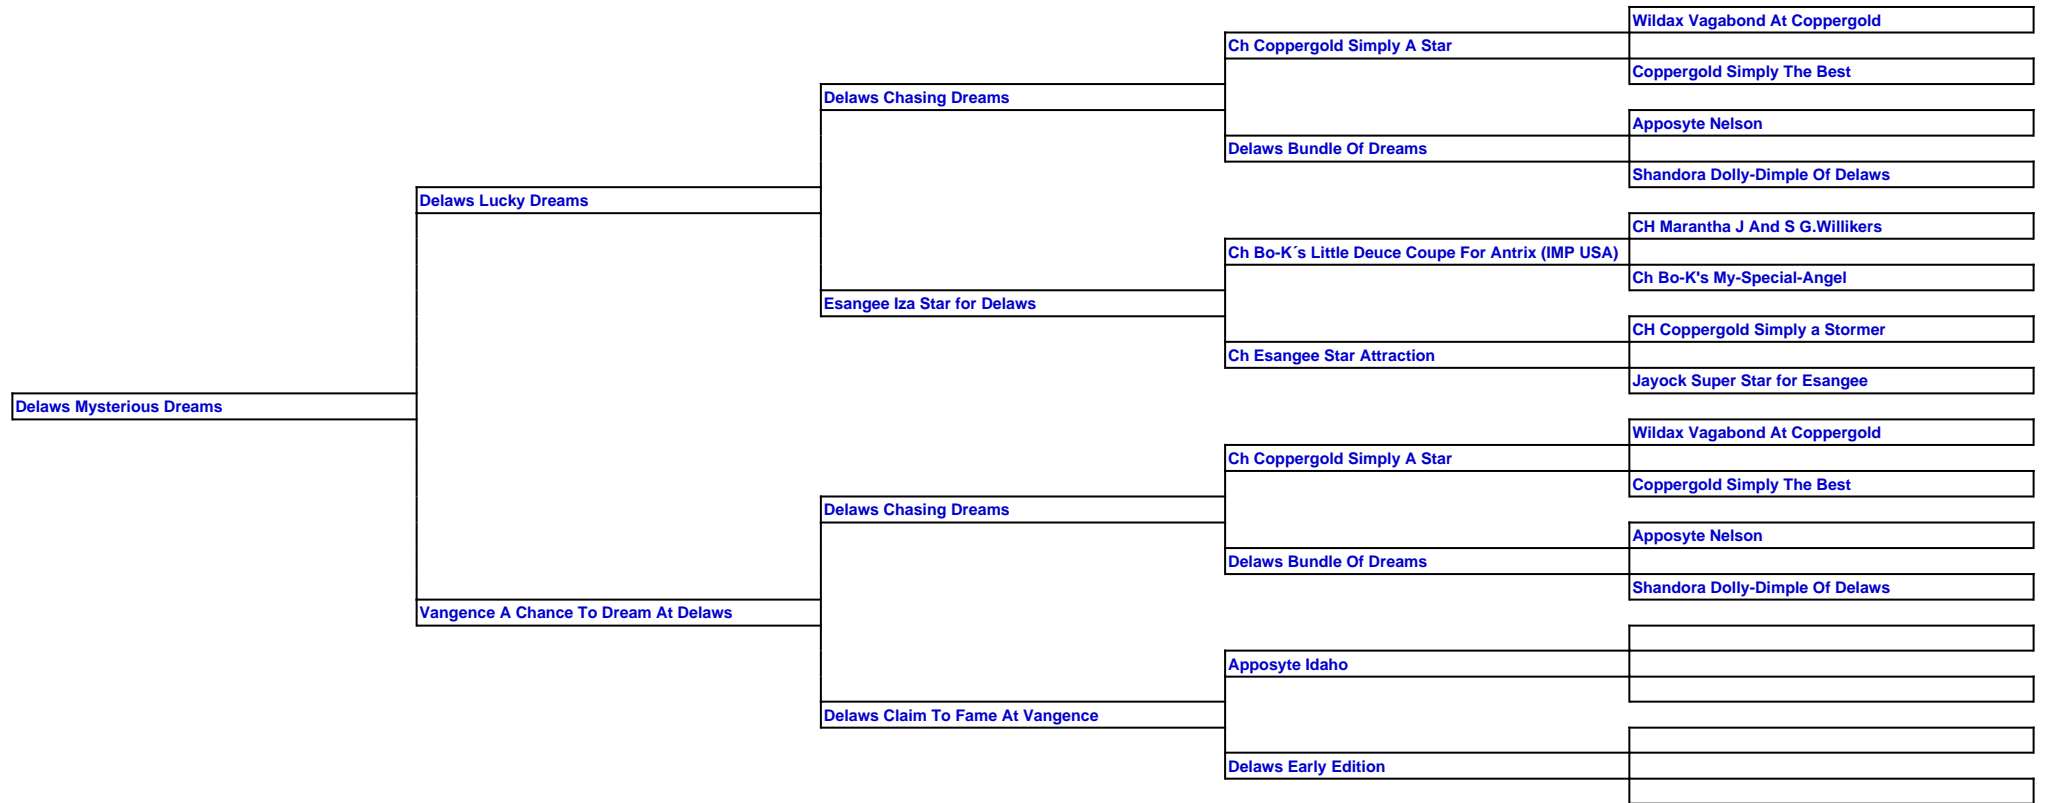 Wildax Vagabond At Coppergold
Ch Coppergold Simply A Star
Coppergold Simply The Best
Delaws Chasing Dreams
Apposyte Nelson
Delaws Bundle Of Dreams
Shandora Dolly-Dimple Of Delaws
Delaws Lucky Dreams
CH Marantha J And S G.Willikers
Ch Bo-K´s Little Deuce Coupe For Antrix (IMP USA)
Ch Bo-K's My-Special-Angel
Esangee Iza Star for Delaws
CH Coppergold Simply a Stormer
Ch Esangee Star Attraction
Jayock Super Star for Esangee
Delaws Mysterious Dreams
Wildax Vagabond At Coppergold
Ch Coppergold Simply A Star
Coppergold Simply The Best
Delaws Chasing Dreams
Apposyte Nelson
Delaws Bundle Of Dreams
Shandora Dolly-Dimple Of Delaws
Vangence A Chance To Dream At Delaws
Apposyte Idaho
Delaws Claim To Fame At Vangence
Delaws Early Edition